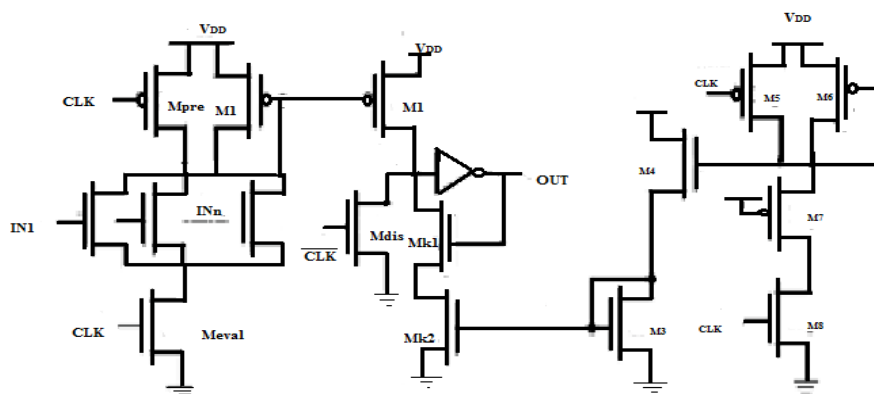 VDD
CLK
Mpre
M1
IN1
INn
CLK
Meval
VDD
M1
OUT
CLK
Mdis
Mk1
Mk2
M4
M3
VDD
CLK
M5
M6
M7
CLK
M8